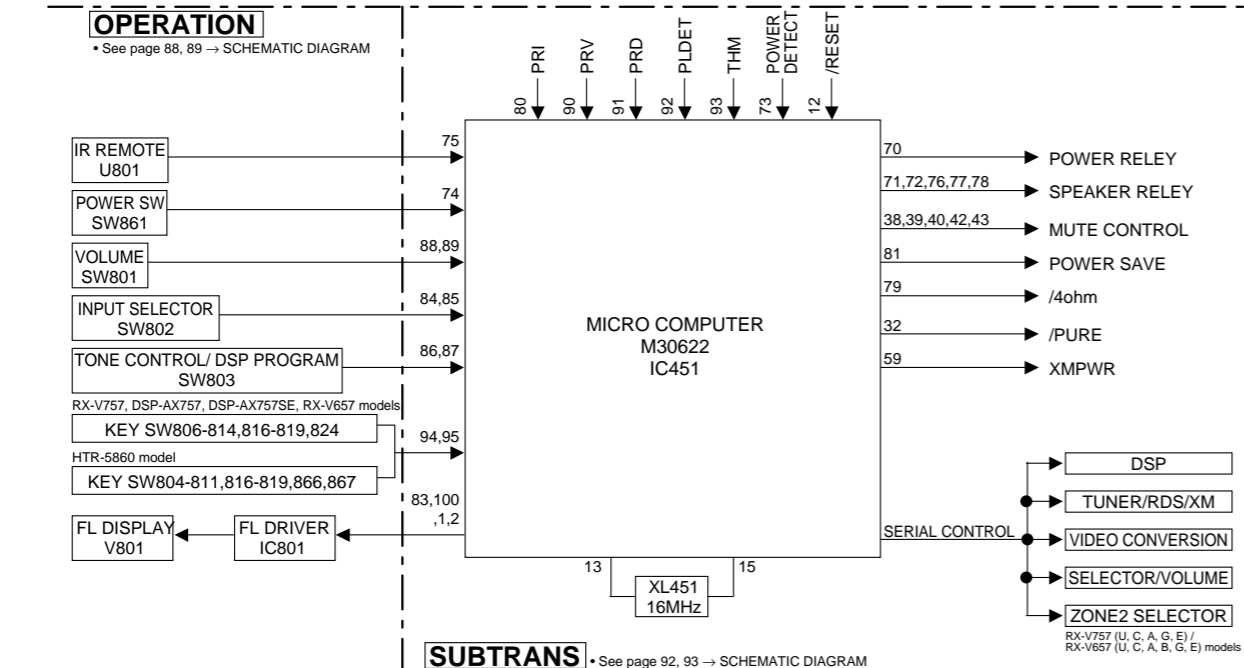 OPERATION
• See page 88, 89 → SCHEMATIC DIAGRAM
PRI
PRV
PRD
PLDET
THM
POWER
DETECT
/RESET
80
90
91
92
93
73
12
IR REMOTE
U801
75
POWER SW
SW861
74
VOLUME
SW801
88,89
INPUT SELECTOR
SW802
84,85
TONE CONTROL/ DSP PROGRAM
SW803
86,87
RX-V757, DSP-AX757, DSP-AX757SE, RX-V657 models
KEY SW806-814,816-819,824
94,95
HTR-5860 model
KEY SW804-811,816-819,866,867
83,100
,1,2
FL DISPLAY
V801
FL DRIVER
IC801
MICRO COMPUTER
M30622
IC451
70
POWER RELEY
71,72,76,77,78
SPEAKER RELEY
38,39,40,42,43
MUTE CONTROL
81
POWER SAVE
79
/4ohm
32
/PURE
59
XMPWR
SERIAL CONTROL
DSP
TUNER/RDS/XM
VIDEO CONVERSION
SELECTOR/VOLUME
ZONE2 SELECTOR
RX-V757 (U, C, A, G, E) /
RX-V657 (U, C, A, B, G, E) models
13
15
XL451
16MHz
SUBTRANS
• See page 92, 93 → SCHEMATIC DIAGRAM